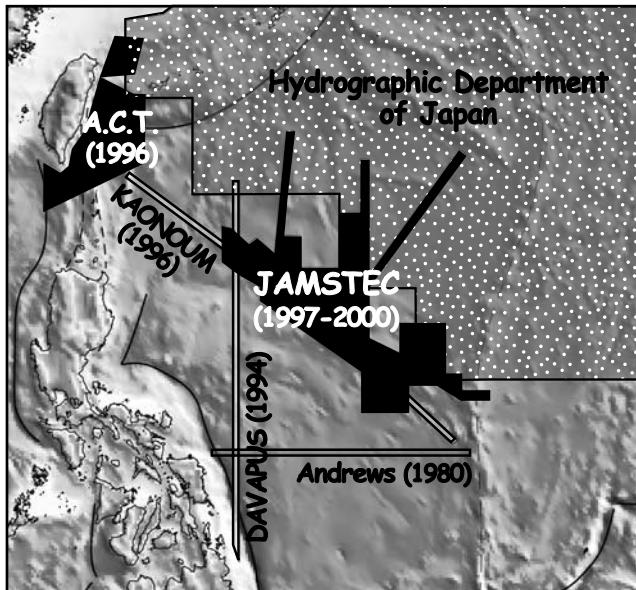 Hydrographic Department
of Japan
A.C.T.
(1996)
KAONOUM
(1996)
JAMSTEC
(1997-2000)
DAVAPUS (1994)
Andrews (1980)